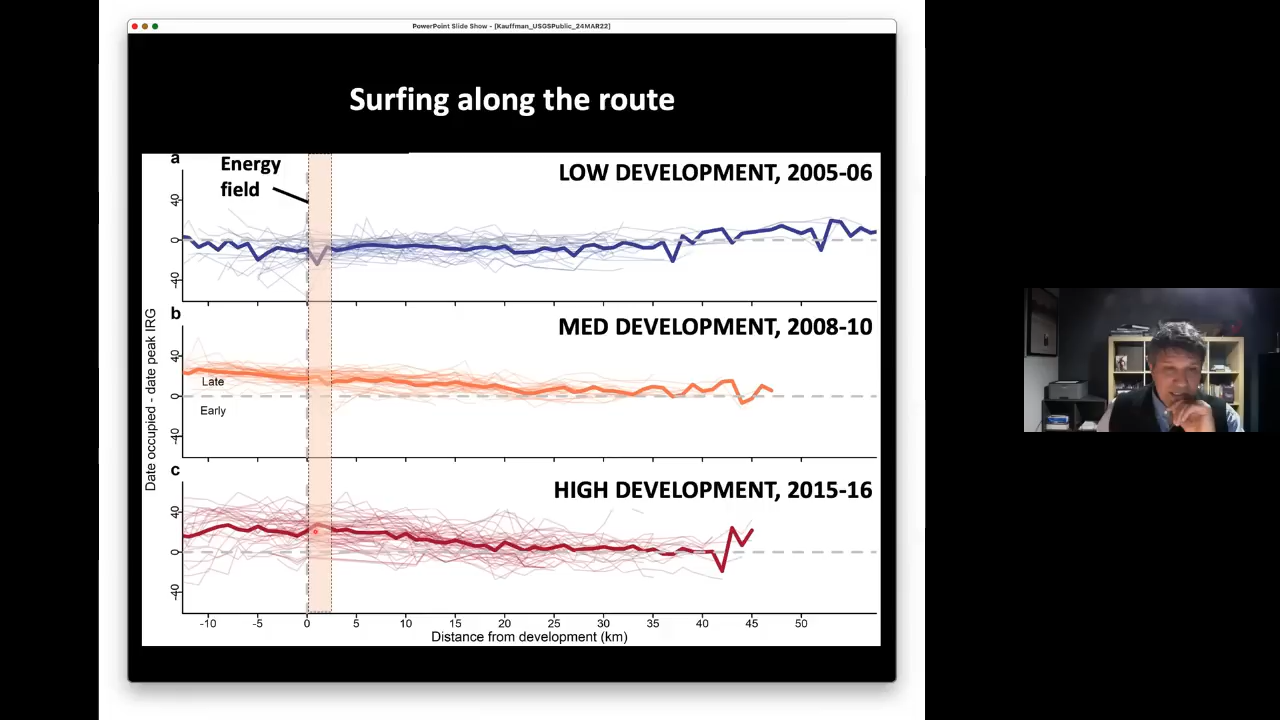 PowerPoint Slide Show - [Kauffman_USGSPublic_24MAR22]
Surfing along the route
a
Energy
field
LOW DEVELOPMENT, 2005-06
40
0
-40
b
MED DEVELOPMENT, 2008-10
40
Late
0
Early
-40
c
HIGH DEVELOPMENT, 2015-16
40
0
-40
Date occupied - date peak IRG
-10 -5 0 5 10 15 20 25 30 35 40 45 50
Distance from development (km)